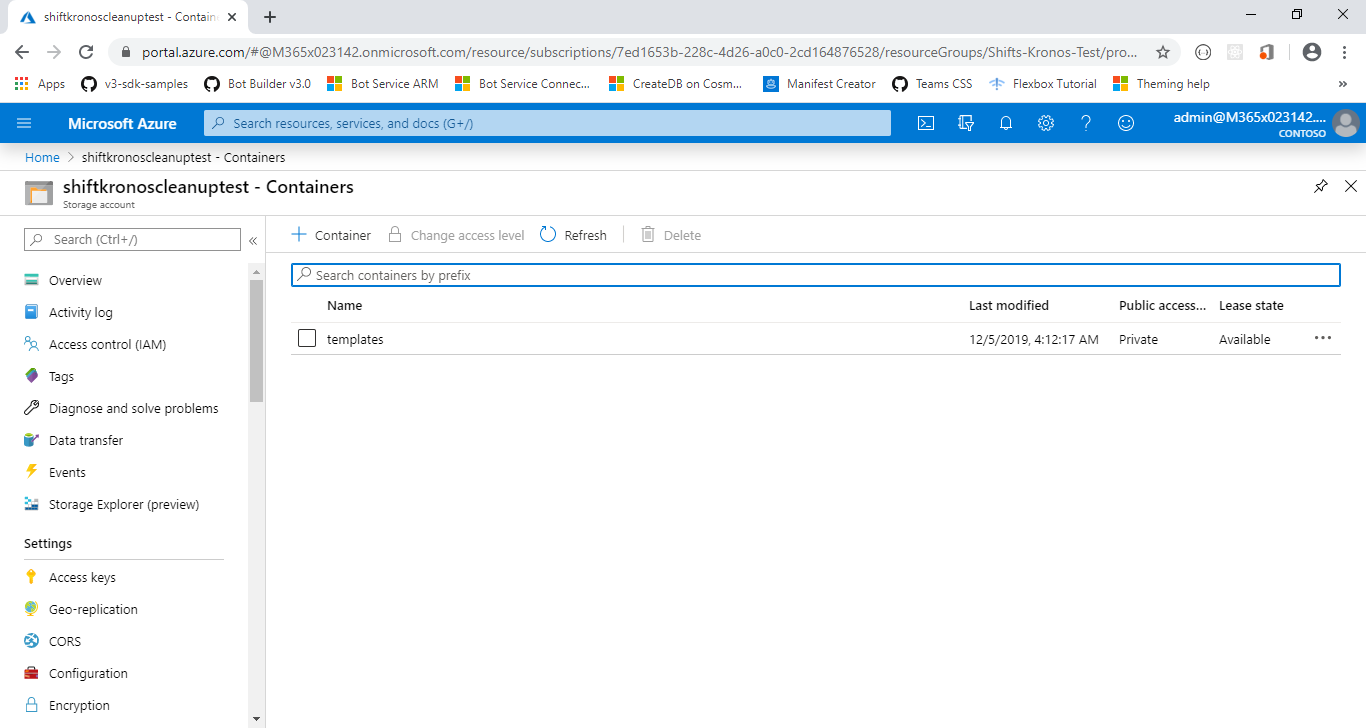 shiftkronoscleanuptest - Contain
portal.azure.com/#@M365x023142.onmicrosoft.com/resource/subscriptions/7ed1653b-228c-4d26-a0c0-2cd164876528/resourceGroups/Shifts-Kronos-Test/pro...
Apps v3-sdk-samples Bot Builder v3.0 Bot Service ARM Bot Service Connec... CreateDB on Cosm... Manifest Creator Teams CSS Flexbox Tutorial Theming help »
Microsoft Azure Search resources, services, and docs (G+/) admin@M365x023142....
CONTOSO
Home > shiftkronoscleanuptest - Containers
shiftkronoscleanuptest - Containers
Storage account
Search (Ctrl+/) «
Container Change access level Refresh Delete
Search containers by prefix
Name Last modified Public access... Lease state
templates 12/5/2019, 4:12:17 AM Private Available ...
Overview
Activity log
Access control (IAM)
Tags
Diagnose and solve problems
Data transfer
Events
Storage Explorer (preview)
Settings
Access keys
Geo-replication
CORS
Configuration
Encryption